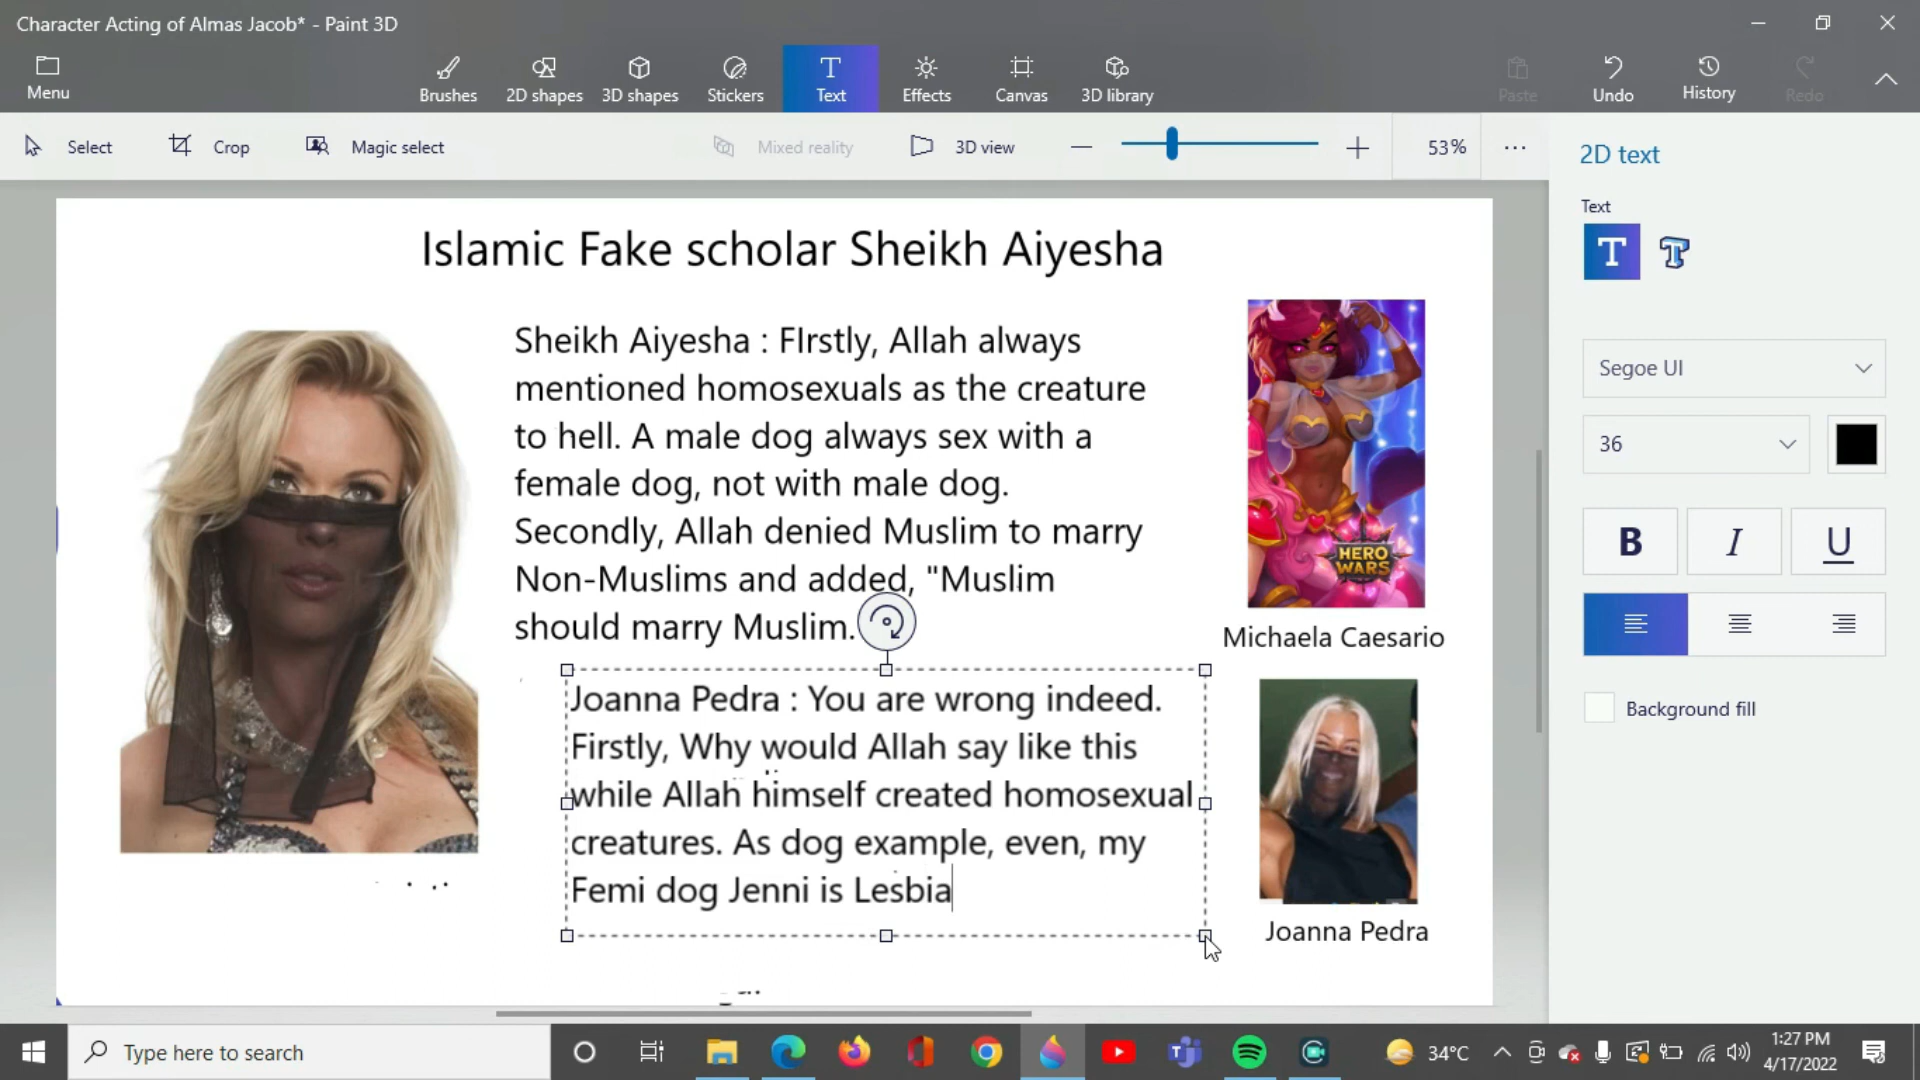 Character Acting of Almas Jacob* - Paint 3D
Menu
Brushes
2D shapes
3D shapes
Stickers
Text
Effects
Canvas
3D library
Paste
Undo
History
Redo
Select
Crop
Magic select
Mixed reality
3D view
53%
2D text
Text
Segoe UI
36
B
I
U
Background fill
Islamic Fake scholar Sheikh Aiyesha
Sheikh Aiyesha : FIrstly, Allah always
mentioned homosexuals as the creature
to hell. A male dog always sex with a
female dog, not with male dog.
Secondly, Allah denied Muslim to marry
Non-Muslims and added, "Muslim
should marry Muslim.
HERO
WARS
Michaela Caesario
Joanna Pedra : You are wrong indeed.
Firstly, Why would Allah say like this
while Allah himself created homosexual
creatures. As dog example, even, my
Femi dog Jenni is Lesbia
Joanna Pedra
Type here to search
34°C
1:27 PM
4/17/2022